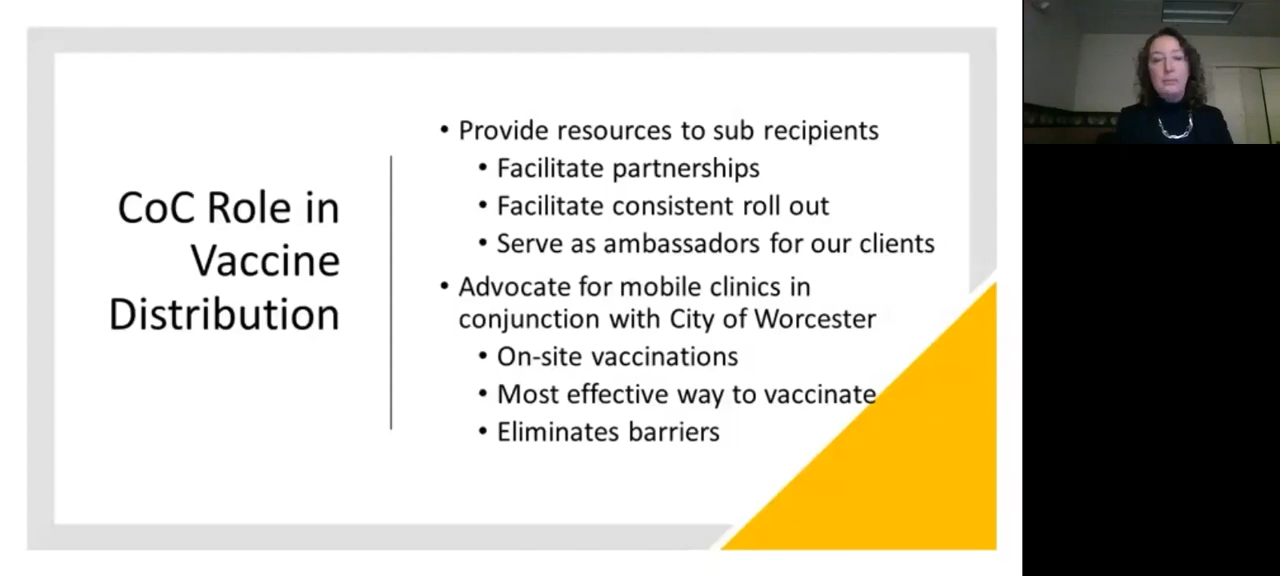 CoC Role in
Vaccine
Distribution
• Provide resources to sub recipients
• Facilitate partnerships
• Facilitate consistent roll out
• Serve as ambassadors for our clients
• Advocate for mobile clinics in
conjunction with City of Worcester
• On-site vaccinations
• Most effective way to vaccinate
• Eliminates barriers